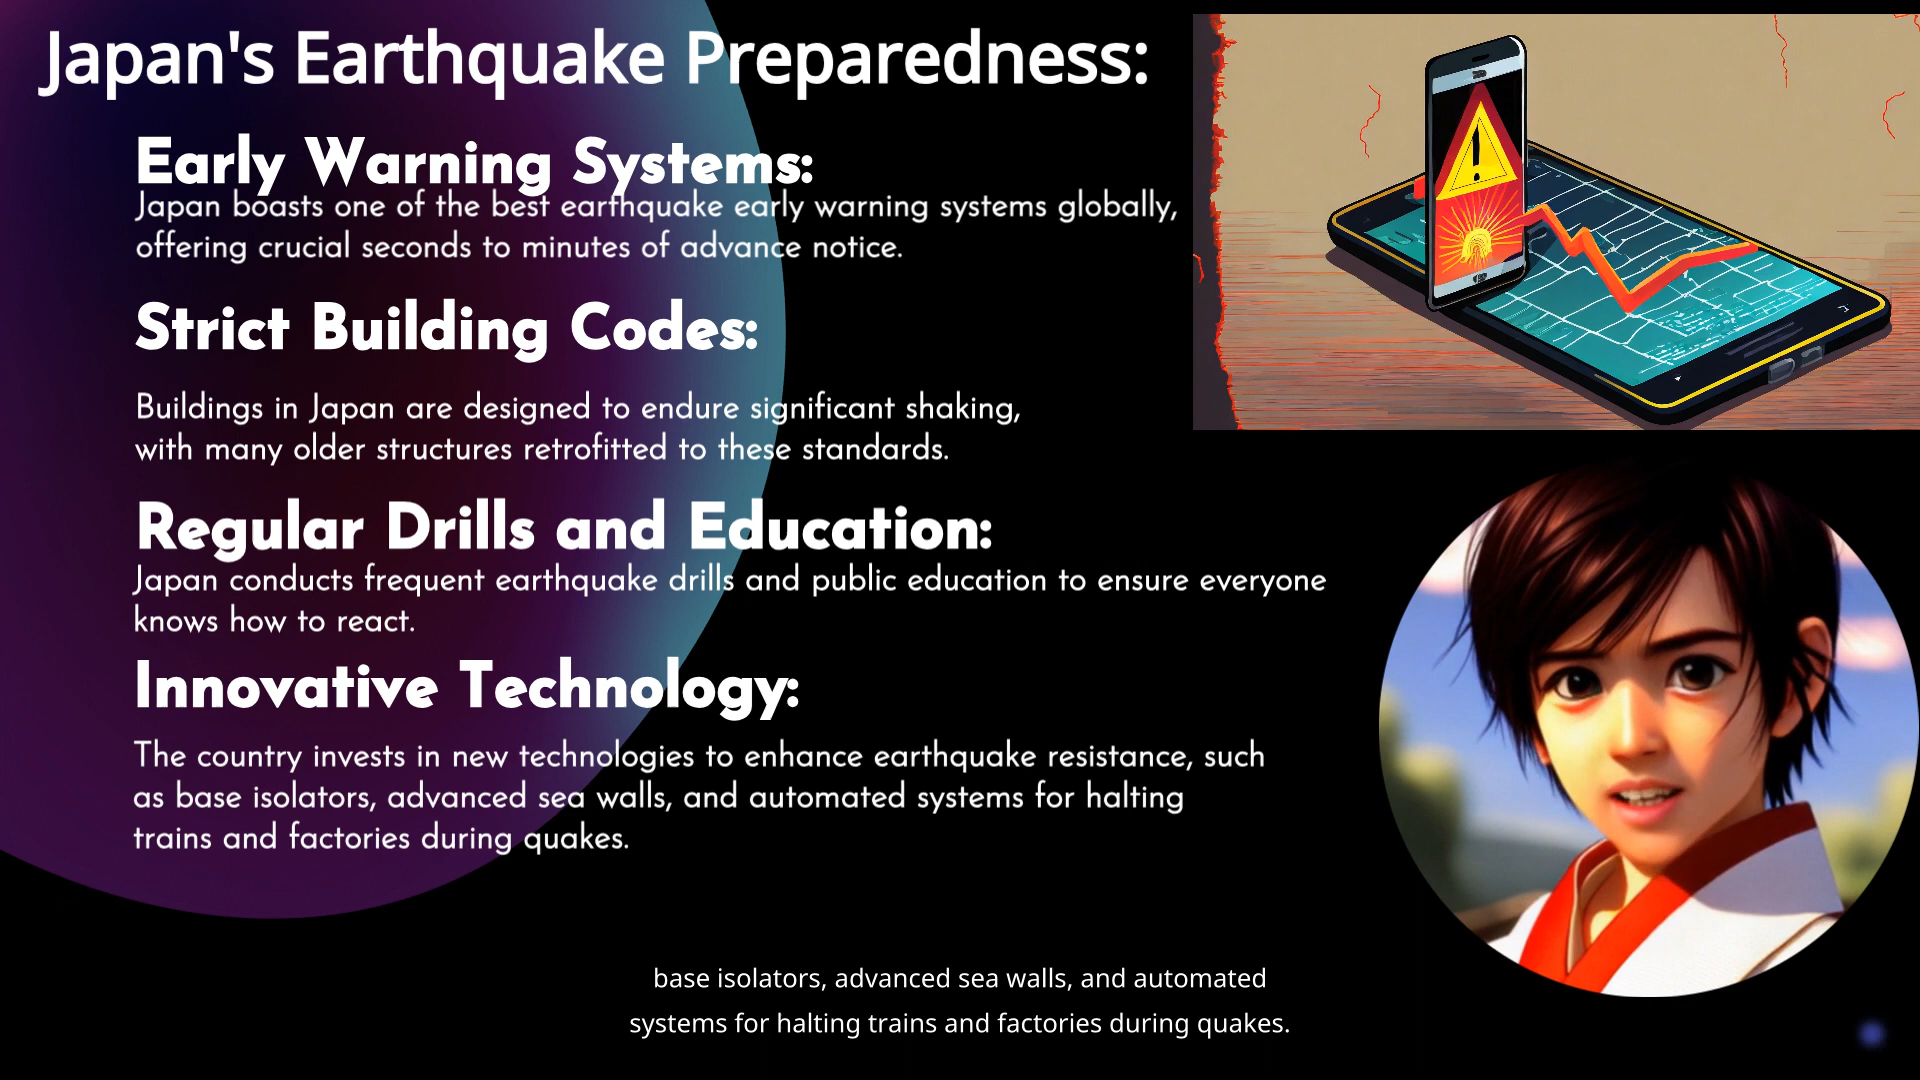 Japan's Earthquake Preparedness:
Early Warning Systems:
Japan boasts one of the best earthquake early warning systems globally,
offering crucial seconds to minutes of advance notice.
Strict Building Codes:
Buildings in Japan are designed to endure significant shaking,
with many older structures retrofitted to these standards.
Regular Drills and Education:
Japan conducts frequent earthquake drills and public education to ensure everyone
knows how to react.
Innovative Technology:
The country invests in new technologies to enhance earthquake resistance, such
as base isolators, advanced sea walls, and automated systems for halting
trains and factories during quakes.
base isolators, advanced sea walls, and automated
systems for halting trains and factories during quakes.